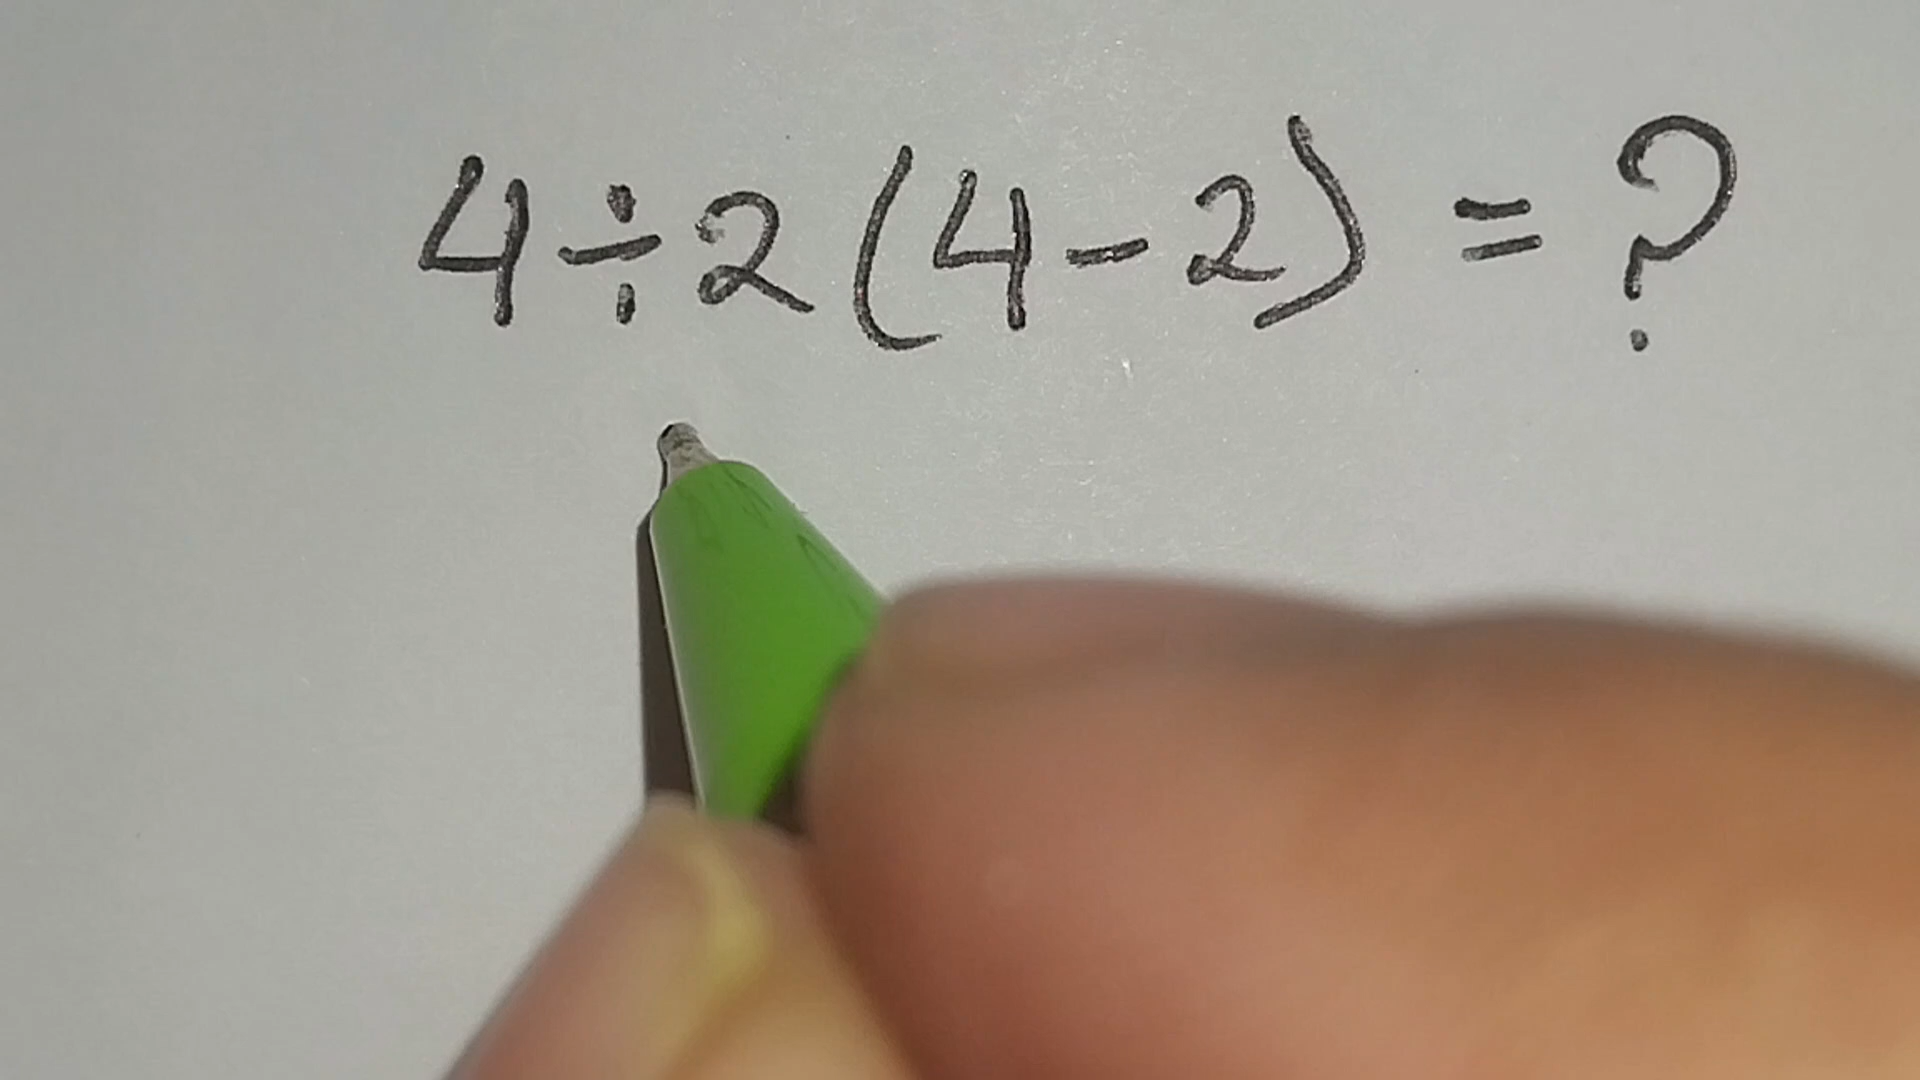 4÷2(4-2) = ?